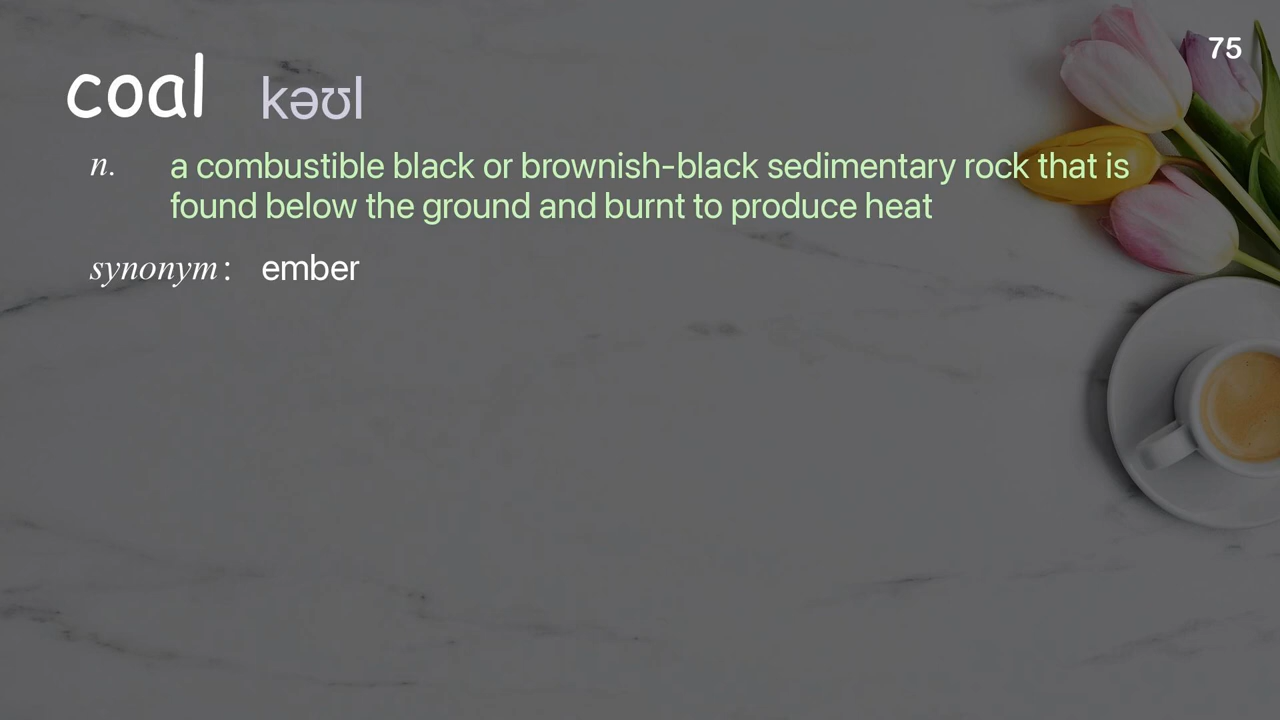 75
coal kəʊl
n. a combustible black or brownish-black sedimentary rock that is
found below the ground and burnt to produce heat
synonym : ember